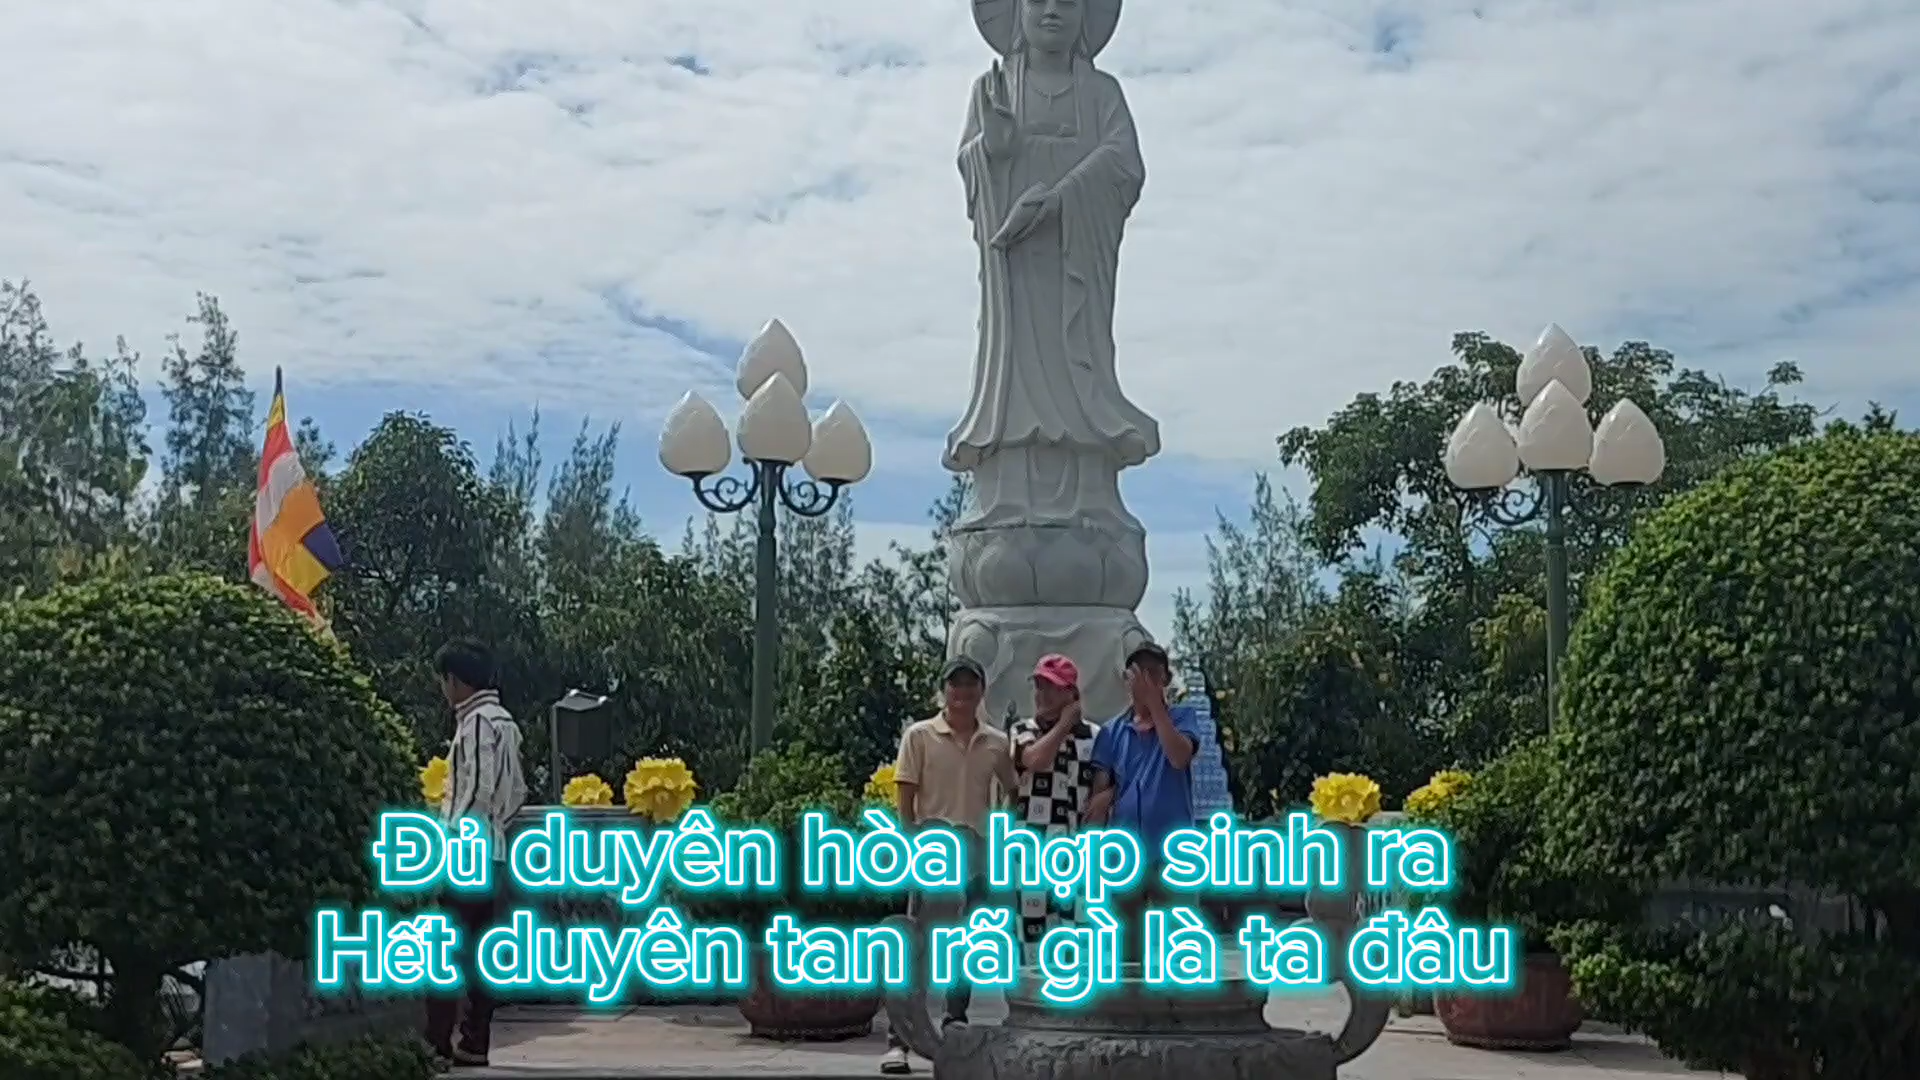 Đủ duyên hòa hợp sinh ra
Hết duyên tan rã gì là ta đâu